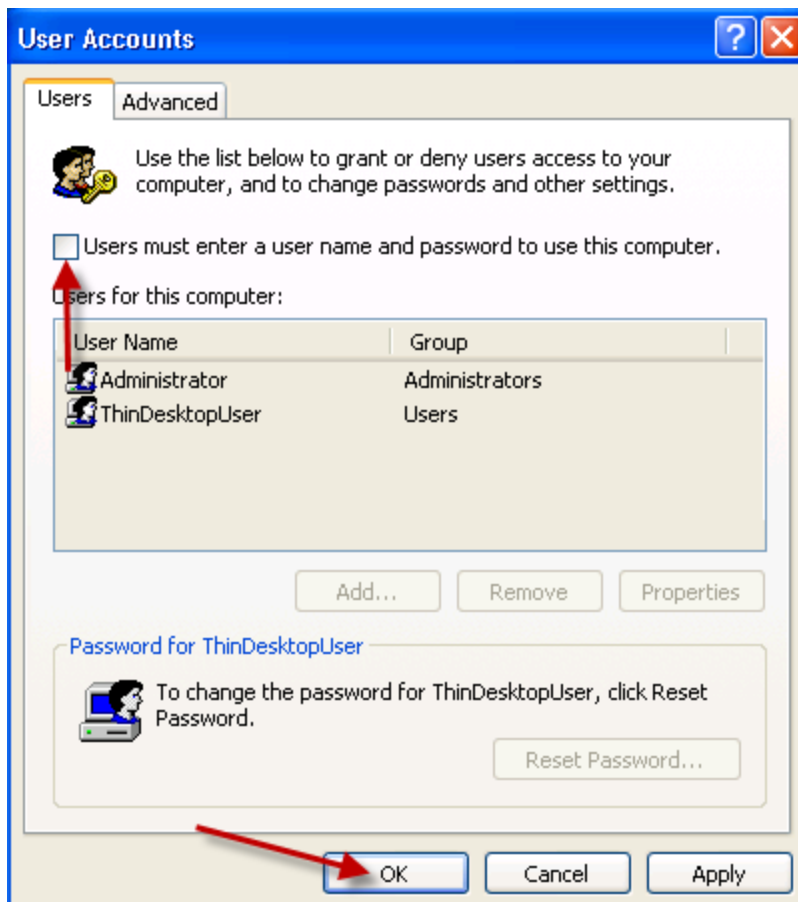 User Accounts
Users
Advanced
Use the list below to grant or deny users access to your
computer, and to change passwords and other settings.
Users must enter a user name and password to use this computer.
Users for this computer:
User Name Group
Administrator Administrators
ThinDesktopUser Users
Add... Remove Properties
Password for ThinDesktopUser
To change the password for ThinDesktopUser, click Reset
Password.
Reset Password...
OK Cancel Apply